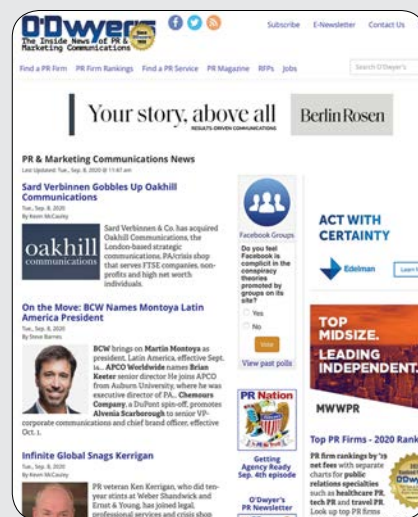 O'Dwyer's
The Inside News of PR &
Marketing Communications
Subscribe E-Newsletter Contact Us
Find a PR Firm PR Firm Rankings Find a PR Service PR Magazine RFPs Jobs
Search O'Dwyer's
Your story, above all
RESULTS-DRIVEN COMMUNICATIONS
BerlinRosen
PR & Marketing Communications News
Last Updated: Tue., Sep. 8, 2020 @ 11:47 am
Sard Verbinnen Gobbles Up Oakhill
Communications
Tue., Sep. 8, 2020
By Kevin McCauley
oakhill
communications
Sard Verbinnen & Co. has acquired
Oakhill Communications, the
London-based strategic
communications, PA/crisis shop
that serves FTSE companies, non-
profits and high net worth
individuals.
On the Move: BCW Names Montoya Latin
America President
Tue., Sep. 8, 2020
By Steve Barnes
BCW brings on Martin Montoya as
president, Latin America, effective Sept.
14... APCO Worldwide names Brian
Keeter senior director He joins APCO
from Auburn University, where he was
executive director of PA... Chemours
Company, a DuPont spin-off, promotes
Alvenia Scarborough to senior VP-
corporate communications and chief brand officer, effective
Oct. 1.
Infinite Global Snags Kerrigan
Tue., Sep. 8, 2020
By Kevin McCauley
PR veteran Ken Kerrigan, who did ten-
year stints at Weber Shandwick and
Ernst & Young, has joined legal,
professional services and crisis shop
Facebook Groups
Do you feel
Facebook is
complicit in the
conspiracy
theories
promoted by
groups on its
site?
Yes
No
Vote
View past polls
PR Nation
Getting
Agency Ready
Sep. 4th episode
O'Dwyer's
PR Newsletter
ACT WITH
CERTAINTY
Edelman
Learn
TOP
MIDSIZE.
LEADING
INDEPENDENT.
MWWPR
Top PR Firms - 2020 Rank
PR firm rankings by '19
net fees with separate
charts for public
relations specialties
such as healthcare PR,
tech PR and travel PR.
Look up top PR firms